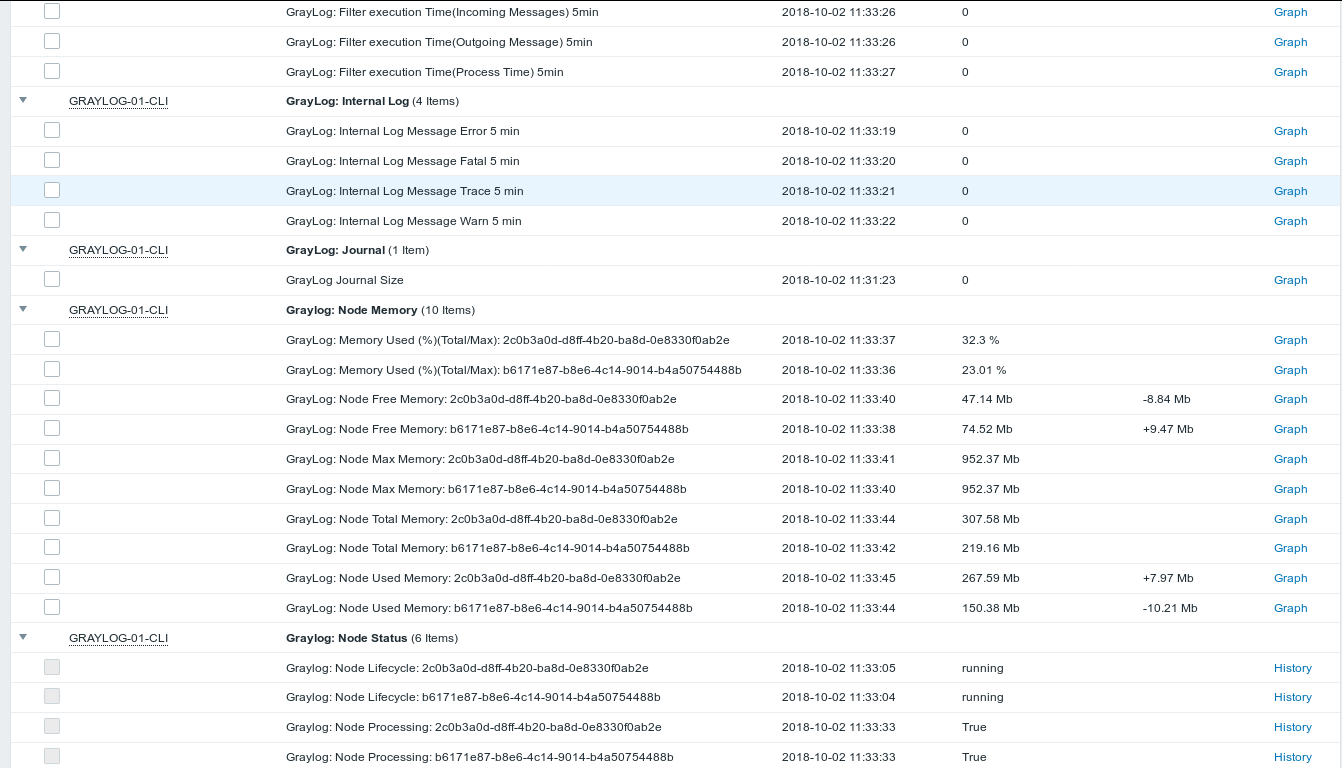 GrayLog: Filter execution Time(Incoming Messages) 5min 2018-10-02 11:33:26 0 Graph
GrayLog: Filter execution Time(Outgoing Message) 5min 2018-10-02 11:33:26 0 Graph
GrayLog: Filter execution Time(Process Time) 5min 2018-10-02 11:33:27 0 Graph
GRAYLOG-01-CLI GrayLog: Internal Log (4 Items)
GrayLog: Internal Log Message Error 5 min 2018-10-02 11:33:19 0 Graph
GrayLog: Internal Log Message Fatal 5 min 2018-10-02 11:33:20 0 Graph
GrayLog: Internal Log Message Trace 5 min 2018-10-02 11:33:21 0 Graph
GrayLog: Internal Log Message Warn 5 min 2018-10-02 11:33:22 0 Graph
GRAYLOG-01-CLI GrayLog: Journal (1 Item)
GrayLog Journal Size 2018-10-02 11:31:23 0 Graph
GRAYLOG-01-CLI Graylog: Node Memory (10 Items)
GrayLog: Memory Used (%)(Total/Max): 2c0b3a0d-d8ff-4b20-ba8d-0e8330f0ab2e 2018-10-02 11:33:37 32.3 % Graph
GrayLog: Memory Used (%)(Total/Max): b6171e87-b8e6-4c14-9014-b4a50754488b 2018-10-02 11:33:36 23.01 % Graph
GrayLog: Node Free Memory: 2c0b3a0d-d8ff-4b20-ba8d-0e8330f0ab2e 2018-10-02 11:33:40 47.14 Mb -8.84 Mb Graph
GrayLog: Node Free Memory: b6171e87-b8e6-4c14-9014-b4a50754488b 2018-10-02 11:33:38 74.52 Mb +9.47 Mb Graph
GrayLog: Node Max Memory: 2c0b3a0d-d8ff-4b20-ba8d-0e8330f0ab2e 2018-10-02 11:33:41 952.37 Mb Graph
GrayLog: Node Max Memory: b6171e87-b8e6-4c14-9014-b4a50754488b 2018-10-02 11:33:40 952.37 Mb Graph
GrayLog: Node Total Memory: 2c0b3a0d-d8ff-4b20-ba8d-0e8330f0ab2e 2018-10-02 11:33:44 307.58 Mb Graph
GrayLog: Node Total Memory: b6171e87-b8e6-4c14-9014-b4a50754488b 2018-10-02 11:33:42 219.16 Mb Graph
GrayLog: Node Used Memory: 2c0b3a0d-d8ff-4b20-ba8d-0e8330f0ab2e 2018-10-02 11:33:45 267.59 Mb +7.97 Mb Graph
GrayLog: Node Used Memory: b6171e87-b8e6-4c14-9014-b4a50754488b 2018-10-02 11:33:44 150.38 Mb -10.21 Mb Graph
GRAYLOG-01-CLI Graylog: Node Status (6 Items)
Graylog: Node Lifecycle: 2c0b3a0d-d8ff-4b20-ba8d-0e8330f0ab2e 2018-10-02 11:33:05 running History
Graylog: Node Lifecycle: b6171e87-b8e6-4c14-9014-b4a50754488b 2018-10-02 11:33:04 running History
Graylog: Node Processing: 2c0b3a0d-d8ff-4b20-ba8d-0e8330f0ab2e 2018-10-02 11:33:33 True History
Graylog: Node Processing: b6171e87-b8e6-4c14-9014-b4a50754488b 2018-10-02 11:33:33 True History